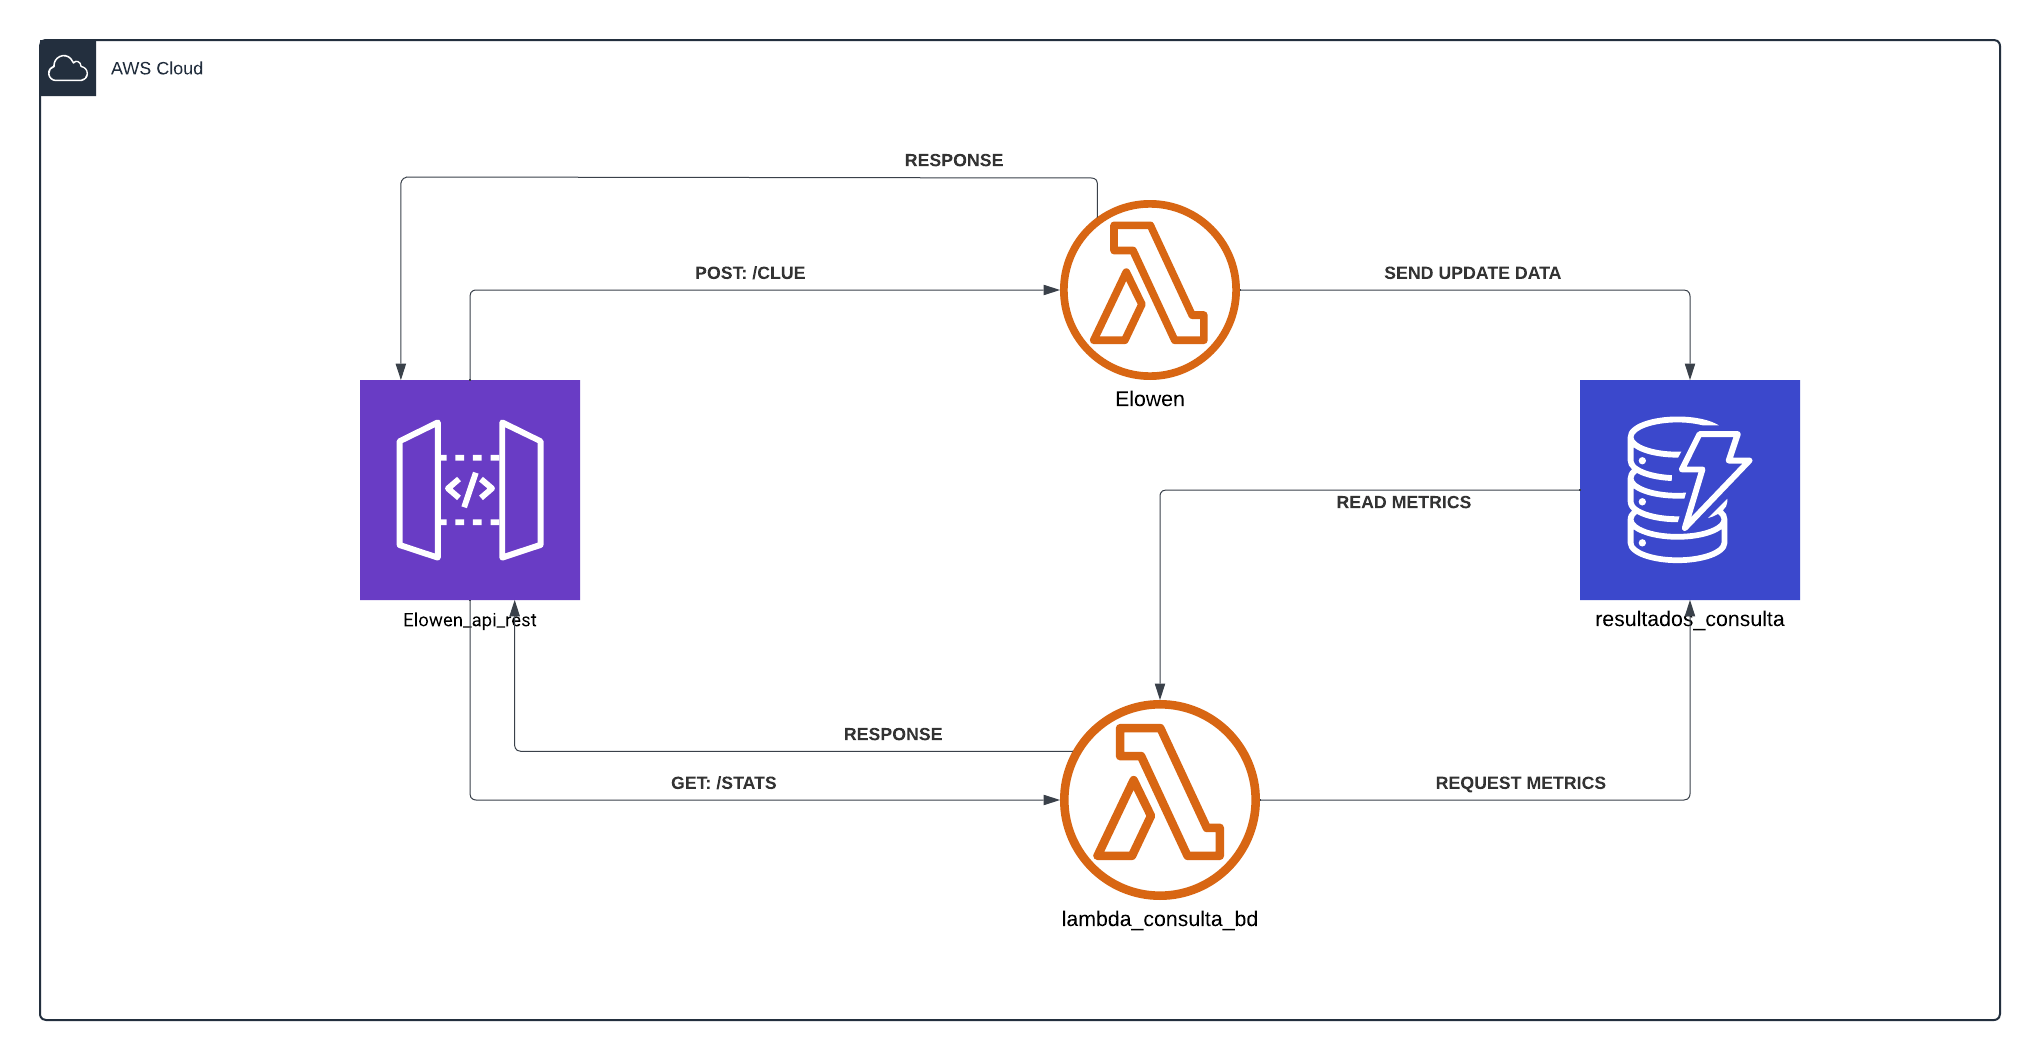 AWS Cloud
RESPONSE
POST: /CLUE
SEND UPDATE DATA
Elowen
</>
READ METRICS
Elowen_api_rest
resultados_consulta
RESPONSE
GET: /STATS
REQUEST METRICS
lambda_consulta_bd